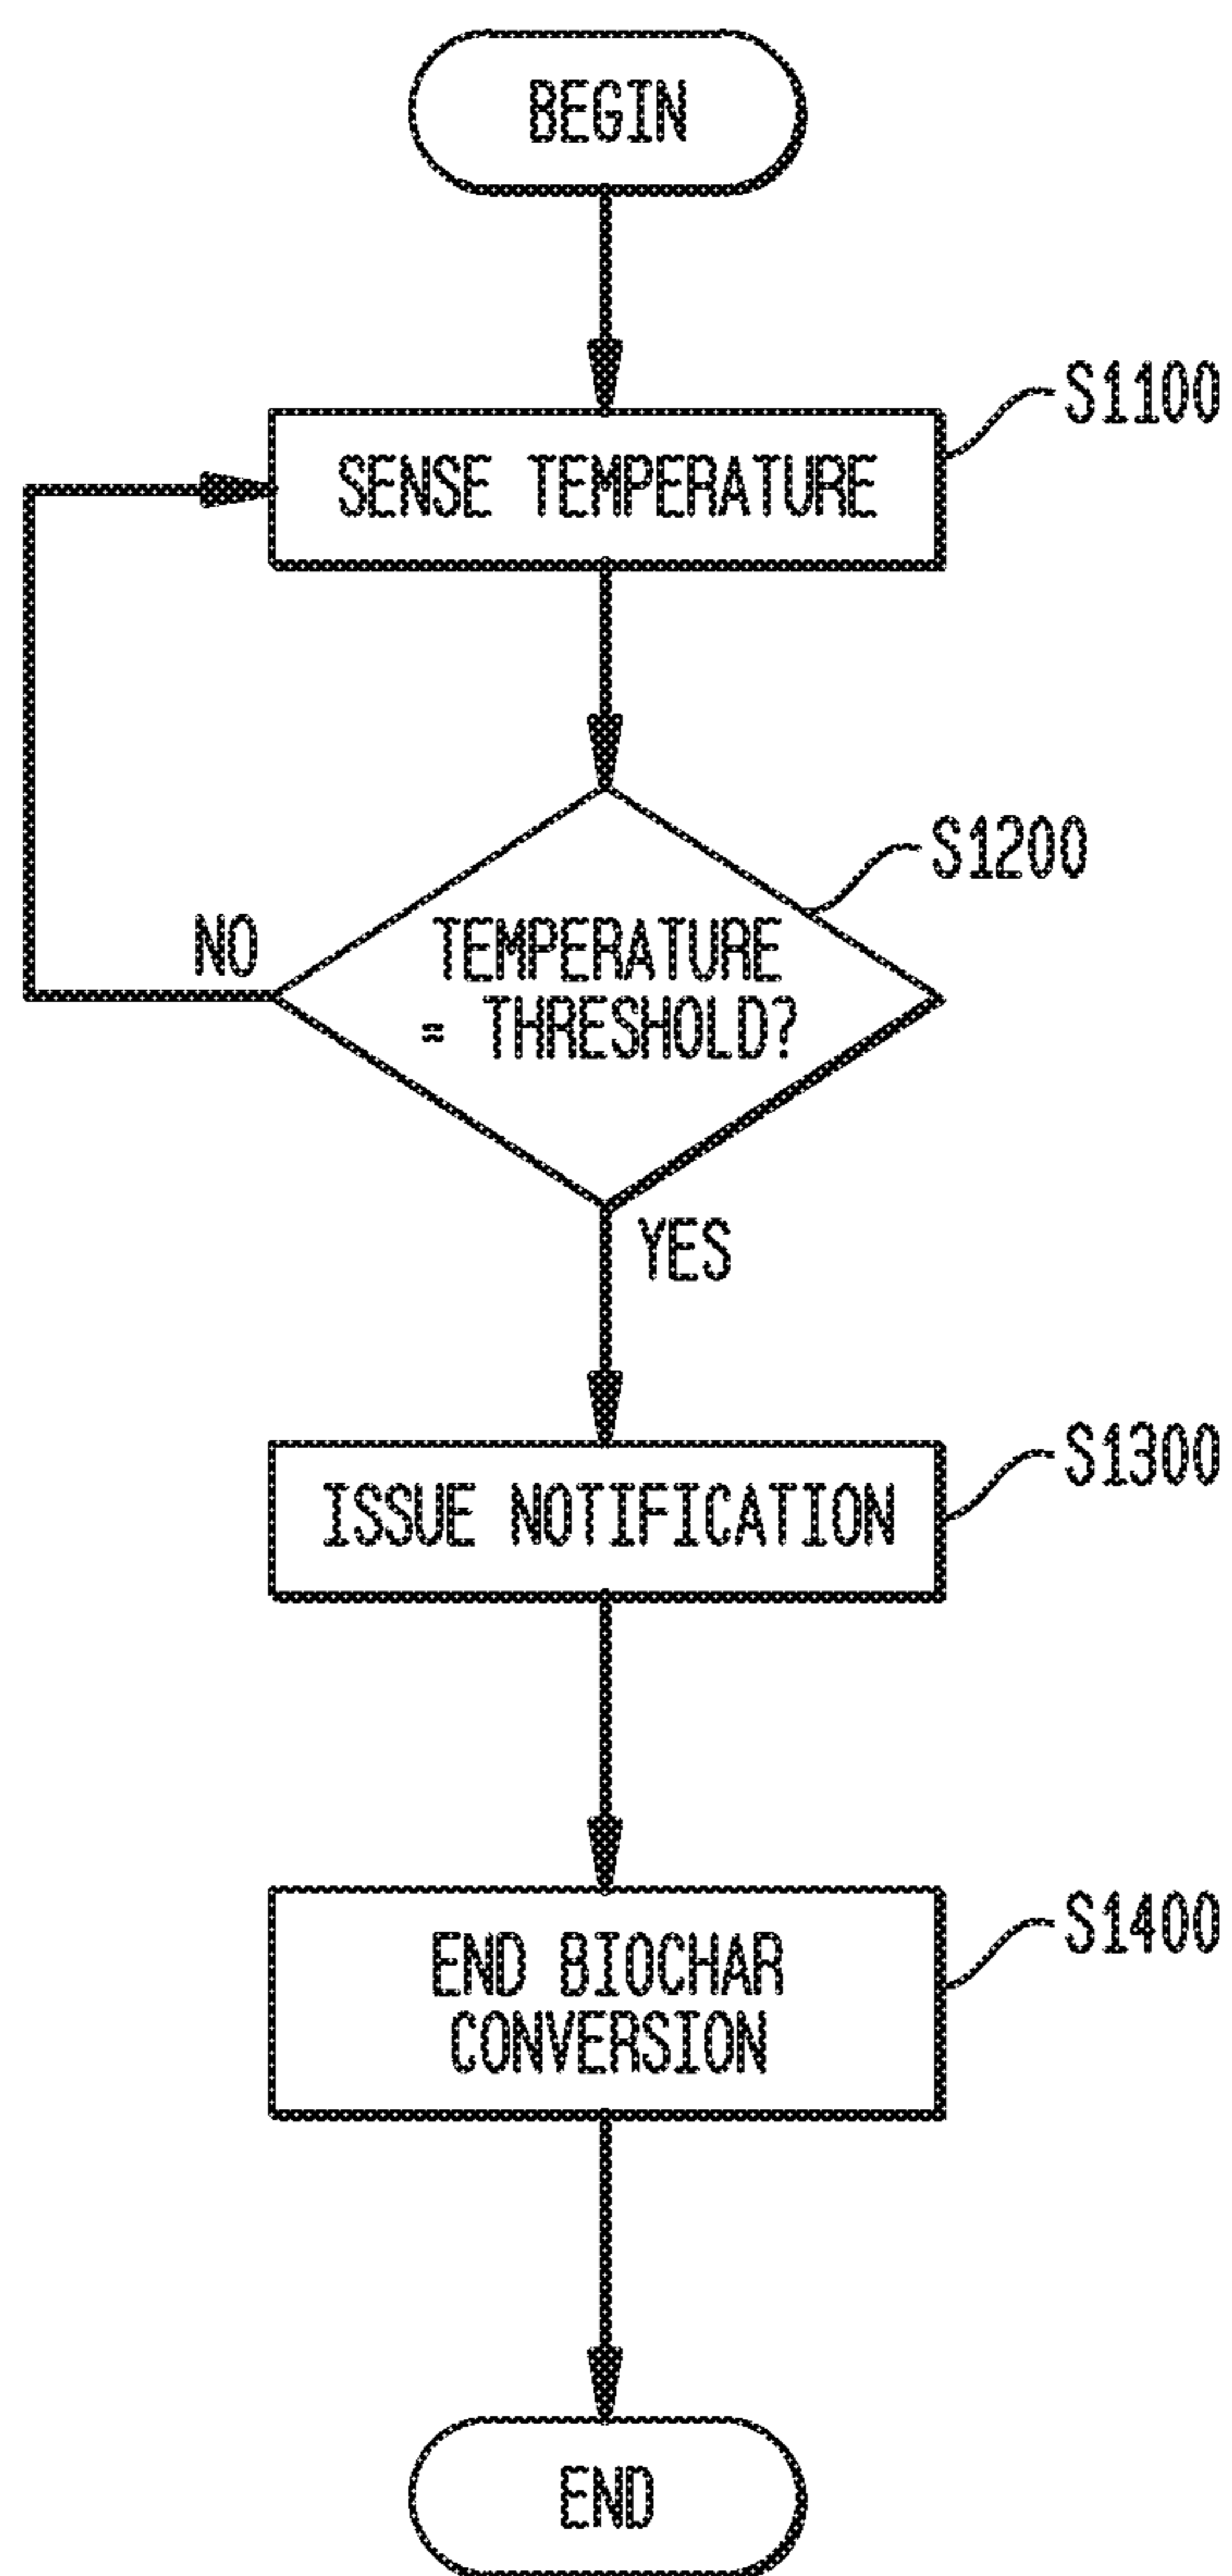 BEGIN
SENSE TEMPERATURE
S1100
TEMPERATURE
= THRESHOLD?
S1200
NO
YES
ISSUE NOTIFICATION
S1300
END BIOCHAR
CONVERSION
S1400
END